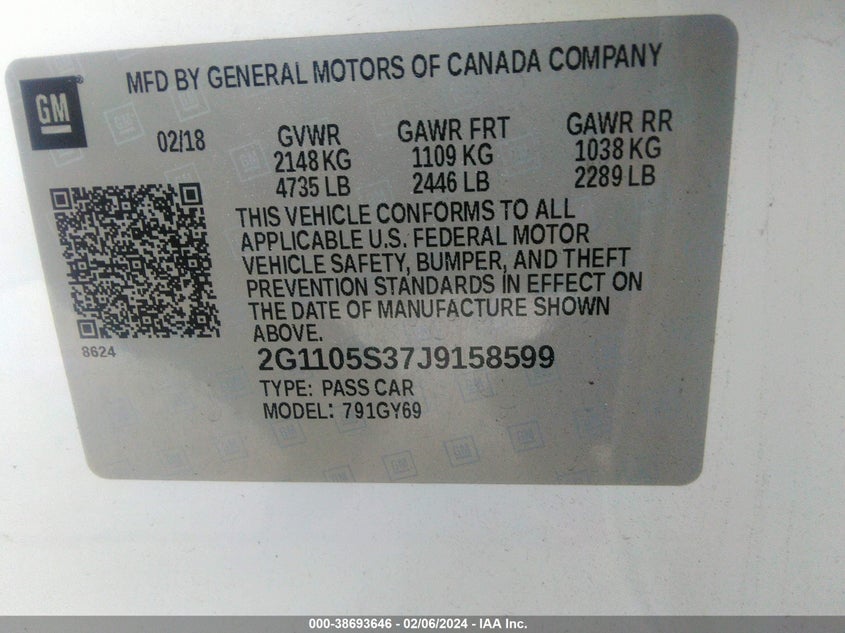 GM
MFD BY GENERAL MOTORS OF CANADA COMPANY
02/18
GVWR
2148 KG
4735 LB
GAWR FRT
1109 KG
2446 LB
GAWR RR
1038 KG
2289 LB
THIS VEHICLE CONFORMS TO ALL
APPLICABLE U.S. FEDERAL MOTOR
VEHICLE SAFETY, BUMPER, AND THEFT
PREVENTION STANDARDS IN EFFECT ON
THE DATE OF MANUFACTURE SHOWN
ABOVE.
8624
2G1105S37J9158599
TYPE: PASS CAR
MODEL: 791GY69
000-38693646 - 02/06/2024 - IAA Inc.